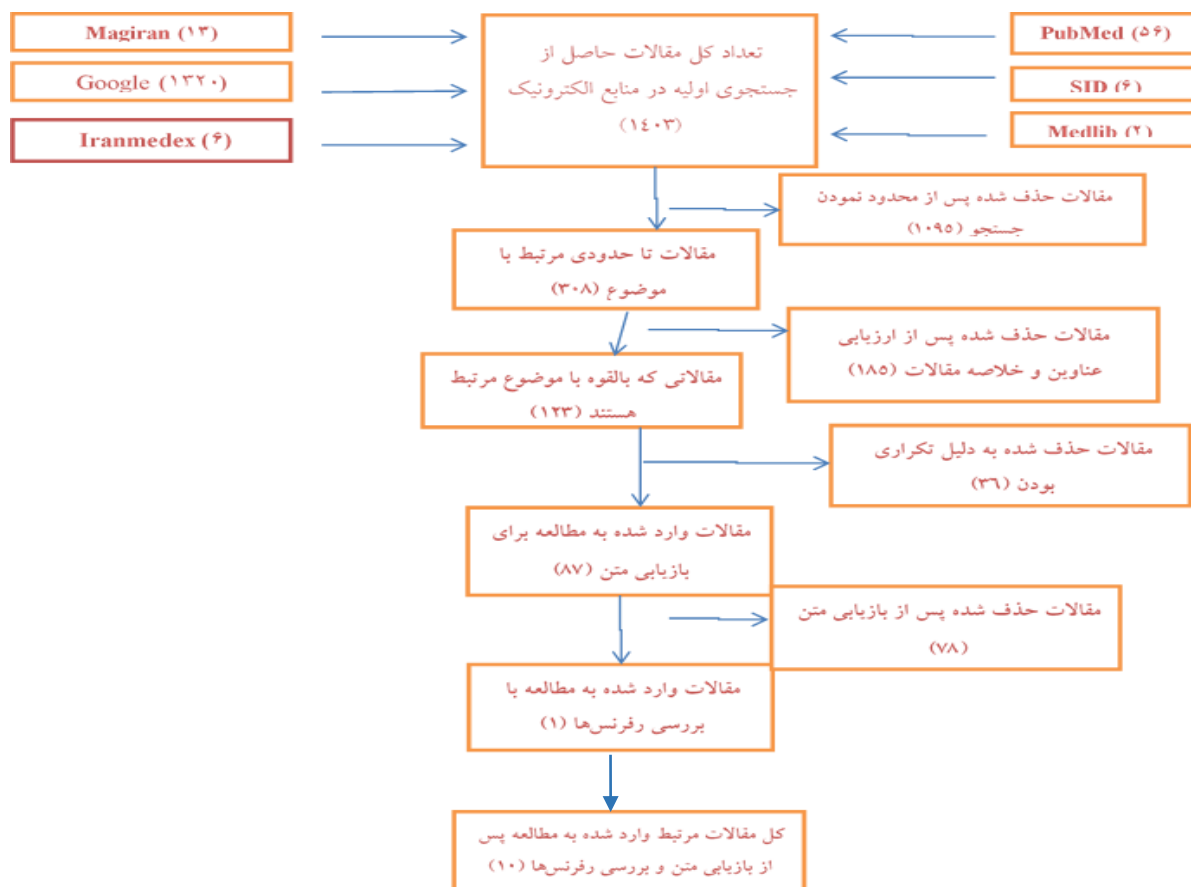 Magiran (۱۳)
Google (۱۳۲۰)
Iranmedex (۶)
تعداد کل مقالات حاصل از
جستجوی اولیه در منابع الکترونیک
(۱٤۰۳)
PubMed (۵۶)
SID (۶)
Medlib (۲)
مقالات حذف شده پس از محدود نمودن
جستجو (۱۰۹۵)
مقالات تا حدودی مرتبط با
موضوع (۳۰۸)
مقالات حذف شده پس از ارزیابی
عناوین و خلاصه مقالات (۱۸۵)
مقالاتی که بالقوه با موضوع مرتبط
هستند (۱۲۳)
مقالات حذف شده به دلیل تکراری
بودن (۳٦)
مقالات وارد شده به مطالعه برای
بازیابی متن (۸۷)
مقالات حذف شده پس از بازیابی متن
(۷۸)
مقالات وارد شده به مطالعه با
بررسی رفرنس‌ها (۱)
کل مقالات مرتبط وارد شده به مطالعه پس
از بازیابی متن و بررسی رفرنس‌ها (۱۰)